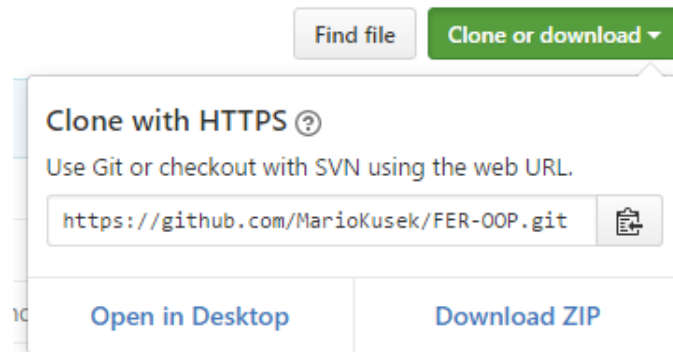 Find file
Clone or download
Clone with HTTPS
Use Git or checkout with SVN using the web URL.
https://github.com/MarioKusek/FER-OOP.git
Open in Desktop
Download ZIP